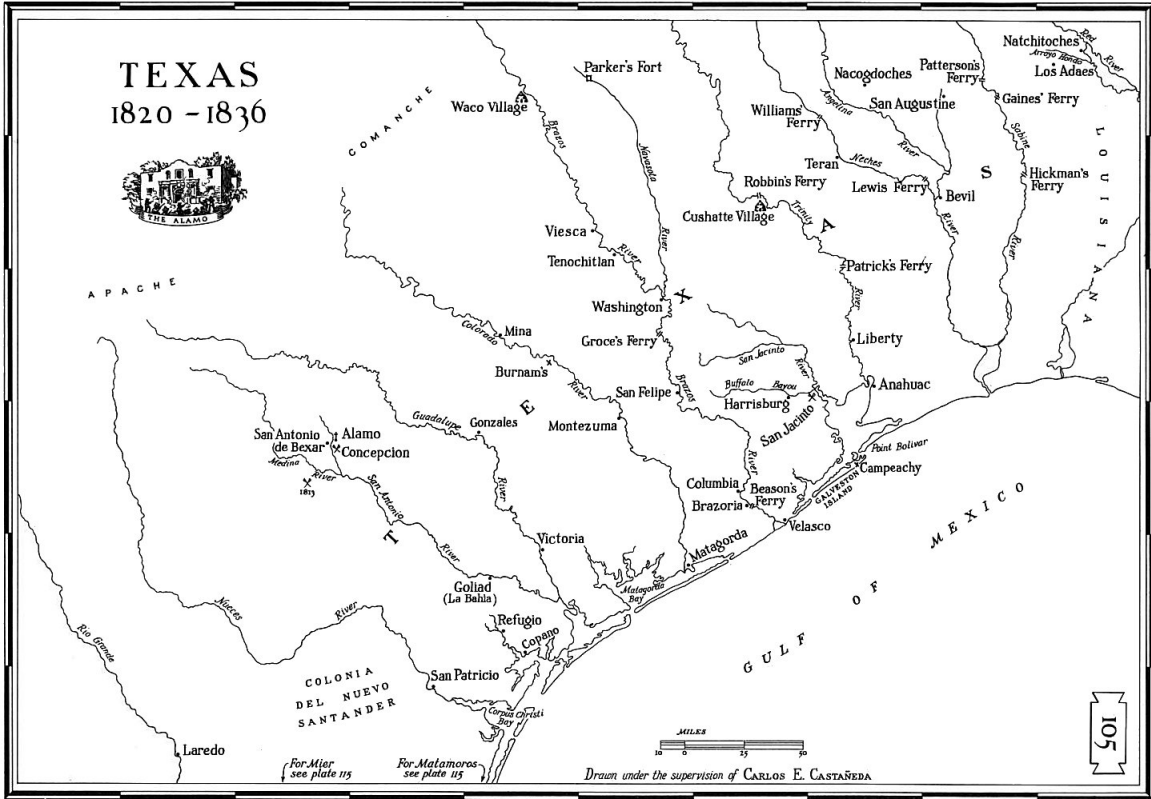 TEXAS
1820 – 1836
THE ALAMO
COMANCHE
APACHE
Waco Village
Parker's Fort
Brazos
Navasota
River
Nacogdoches
Patterson's
Ferry
Natchitoches
Red
River
Arroyo Hondo
Los Adaes
San Augustine
Gaines' Ferry
Williams'
Ferry
Angelina
River
Sabine
LOUISIANA
Teran
Neches
Lewis Ferry
Bevil
River
S
Hickman's
Ferry
River
Robbin's Ferry
Cushatte Village
Trinity
A
Viesca
River
Tenochitlan
Patrick's Ferry
River
Washington
X
Groce's Ferry
Liberty
Mina
Colorado
Burnam's
River
San Jacinto
River
Buffalo
Bayou
Harrisburg
San Jacinto
Anahuac
San Felipe
Brazos
E
Montezuma
Guadalupe
Gonzales
San Antonio
de Bexar
Alamo
Concepcion
Medina
River
1813
San Antonio
River
T
River
Point Bolivar
Campeachy
GALVESTON
ISLAND
River
Columbia
Beason's
Ferry
Brazoria
Velasco
Victoria
Matagorda
Matagorda
Bay
Goliad
(La Bahia)
Refugio
Copano
Nueces
River
Rio Grande
San Patricio
COLONIA
DEL NUEVO
SANTANDER
Corpus Christi
Bay
Laredo
For Mier
see plate 115
For Matamoros
see plate 115
GULF OF MEXICO
MILES
10 0 25 50
Drawn under the supervision of CARLOS E. CASTAÑEDA
105